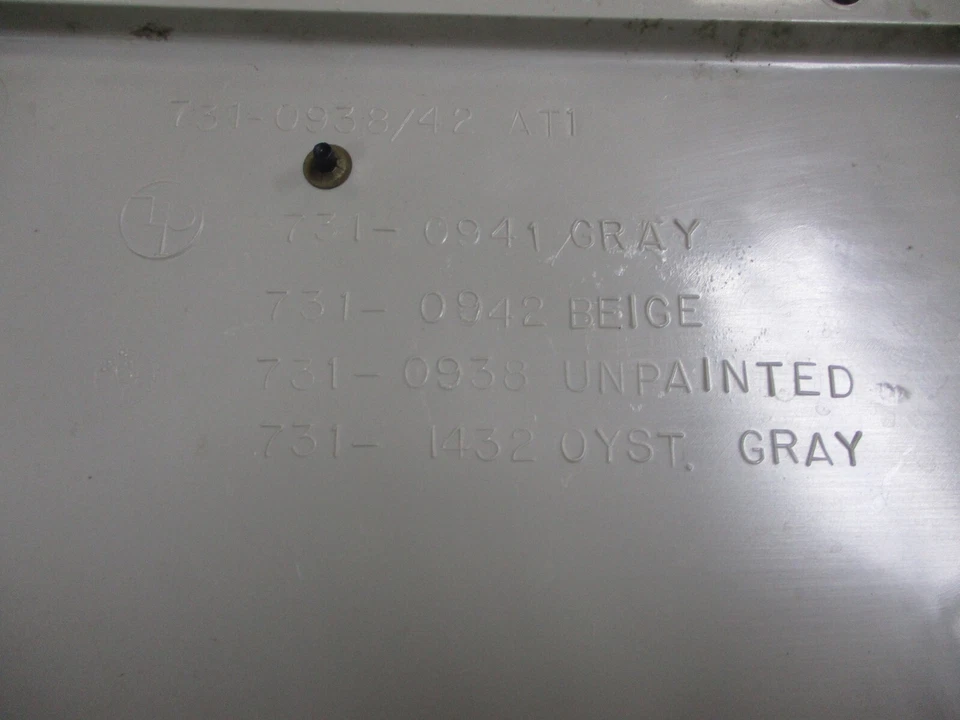 731-0938/42 AT1
731- 0941 GRAY
731- 0942 BEIGE
731- 0938 UNPAINTED
731- 1432 OYST. GRAY